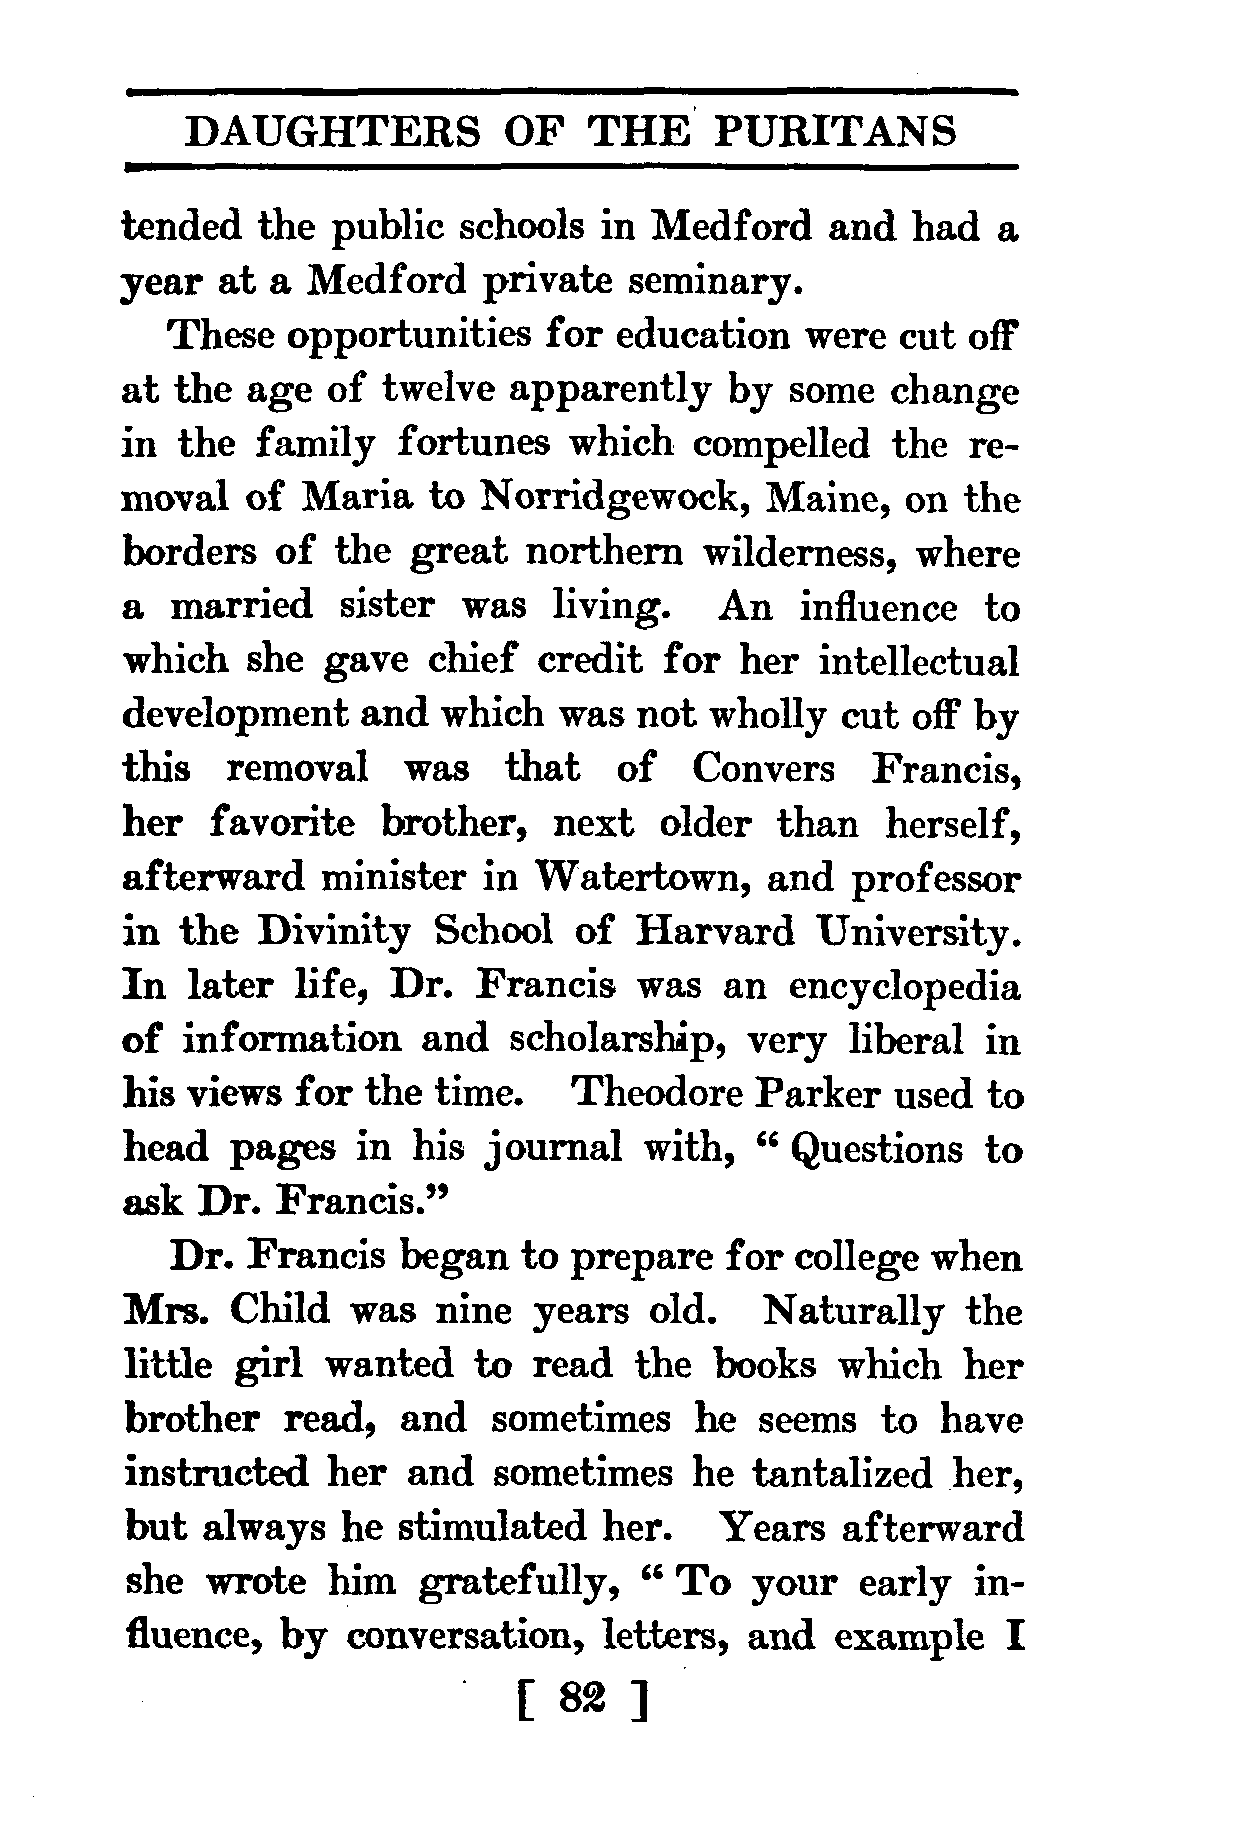 DAUGHTERS OF THE PURITANS
tended the public schools in Medford and had a
year at a Medford private seminary.
These opportunities for education were cut off
at the age of twelve apparently by some change
in the family fortunes which compelled the re-
moval of Maria to Norridgewock, Maine, on the
borders of the great northern wilderness, where
a married sister was living. An influence to
which she gave chief credit for her intellectual
development and which was not wholly cut off by
this removal was that of Convers Francis,
her favorite brother, next older than herself,
afterward minister in Watertown, and professor
in the Divinity School of Harvard University.
In later life, Dr. Francis was an encyclopedia
of information and scholarship, very liberal in
his views for the time. Theodore Parker used to
head pages in his journal with, “ Questions to
ask Dr. Francis.”
Dr. Francis began to prepare for college when
Mrs. Child was nine years old. Naturally the
little girl wanted to read the books which her
brother read, and sometimes he seems to have
instructed her and sometimes he tantalized her,
but always he stimulated her. Years afterward
she wrote him gratefully, “ To your early in-
fluence, by conversation, letters, and example I
[ 82 ]